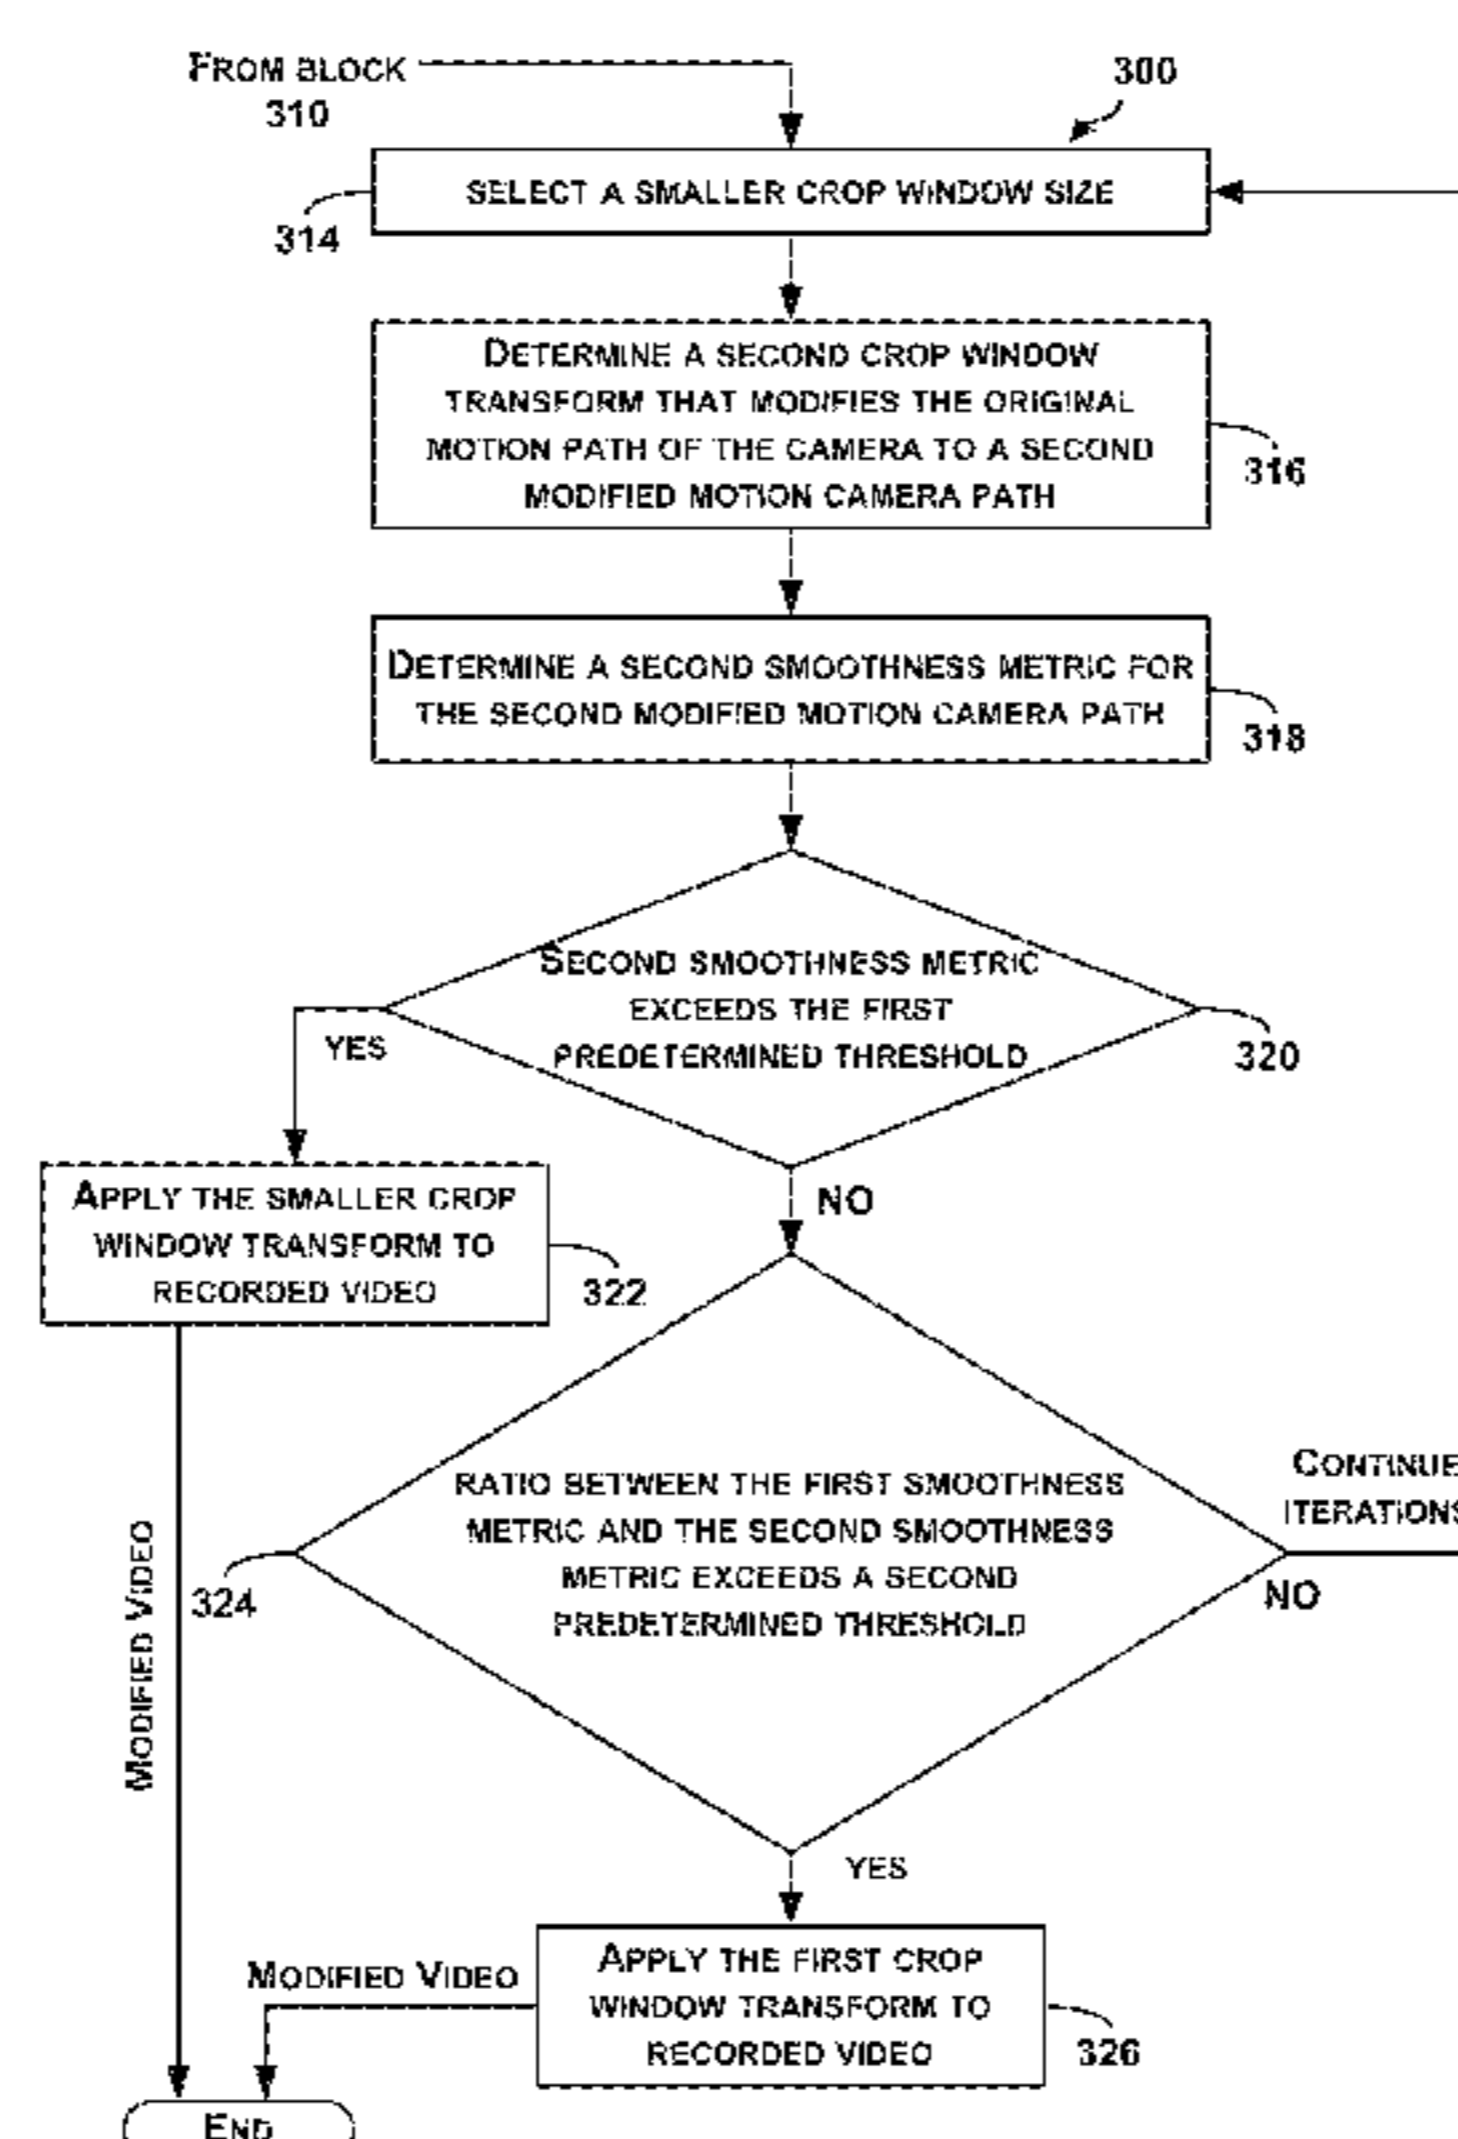 FROM BLOCK
310
300
SELECT A SMALLER CROP WINDOW SIZE
314
DETERMINE A SECOND CROP WINDOW
TRANSFORM THAT MODIFIES THE ORIGINAL
MOTION PATH OF THE CAMERA TO A SECOND
MODIFIED MOTION CAMERA PATH
316
DETERMINE A SECOND SMOOTHNESS METRIC FOR
THE SECOND MODIFIED MOTION CAMERA PATH
318
SECOND SMOOTHNESS METRIC
EXCEEDS THE FIRST
PREDETERMINED THRESHOLD
320
YES
NO
APPLY THE SMALLER CROP
WINDOW TRANSFORM TO
RECORDED VIDEO
322
RATIO BETWEEN THE FIRST SMOOTHNESS
METRIC AND THE SECOND SMOOTHNESS
METRIC EXCEEDS A SECOND
PREDETERMINED THRESHOLD
324
CONTINUE
ITERATIONS
NO
MODIFIED VIDEO
YES
APPLY THE FIRST CROP
WINDOW TRANSFORM TO
RECORDED VIDEO
326
MODIFIED VIDEO
END